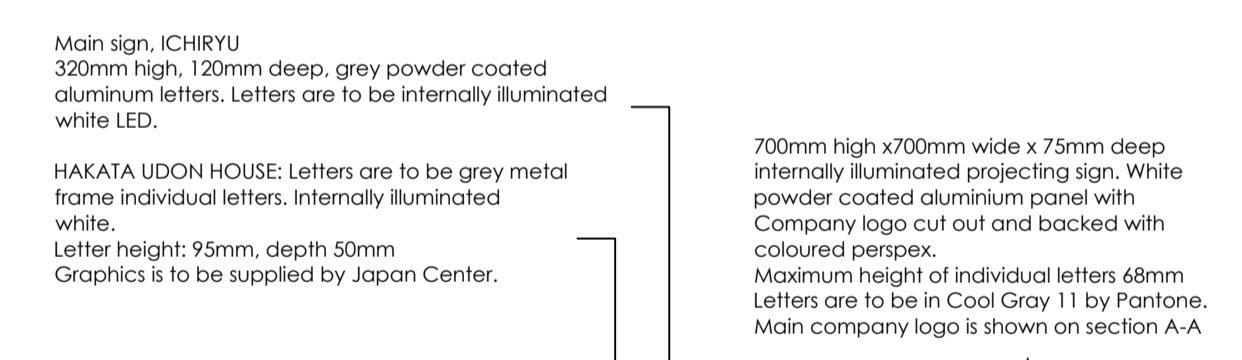 Main sign, ICHIRYU
320mm high, 120mm deep, grey powder coated
aluminum letters. Letters are to be internally illuminated
white LED.
HAKATA UDON HOUSE: Letters are to be grey metal
frame individual letters. Internally illuminated
white.
Letter height: 95mm, depth 50mm
Graphics is to be supplied by Japan Center.
700mm high x700mm wide x 75mm deep
internally illuminated projecting sign. White
powder coated aluminium panel with
Company logo cut out and backed with
coloured perspex.
Maximum height of individual letters 68mm
Letters are to be in Cool Gray 11 by Pantone.
Main company logo is shown on section A-A